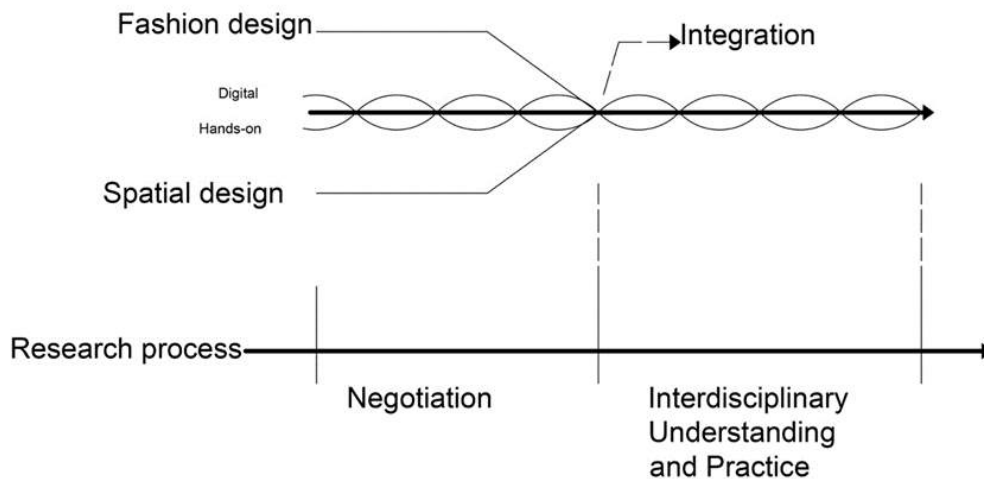 Fashion design
Integration
Digital
Hands-on
Spatial design
Research process
Negotiation
Interdisciplinary
Understanding
and Practice